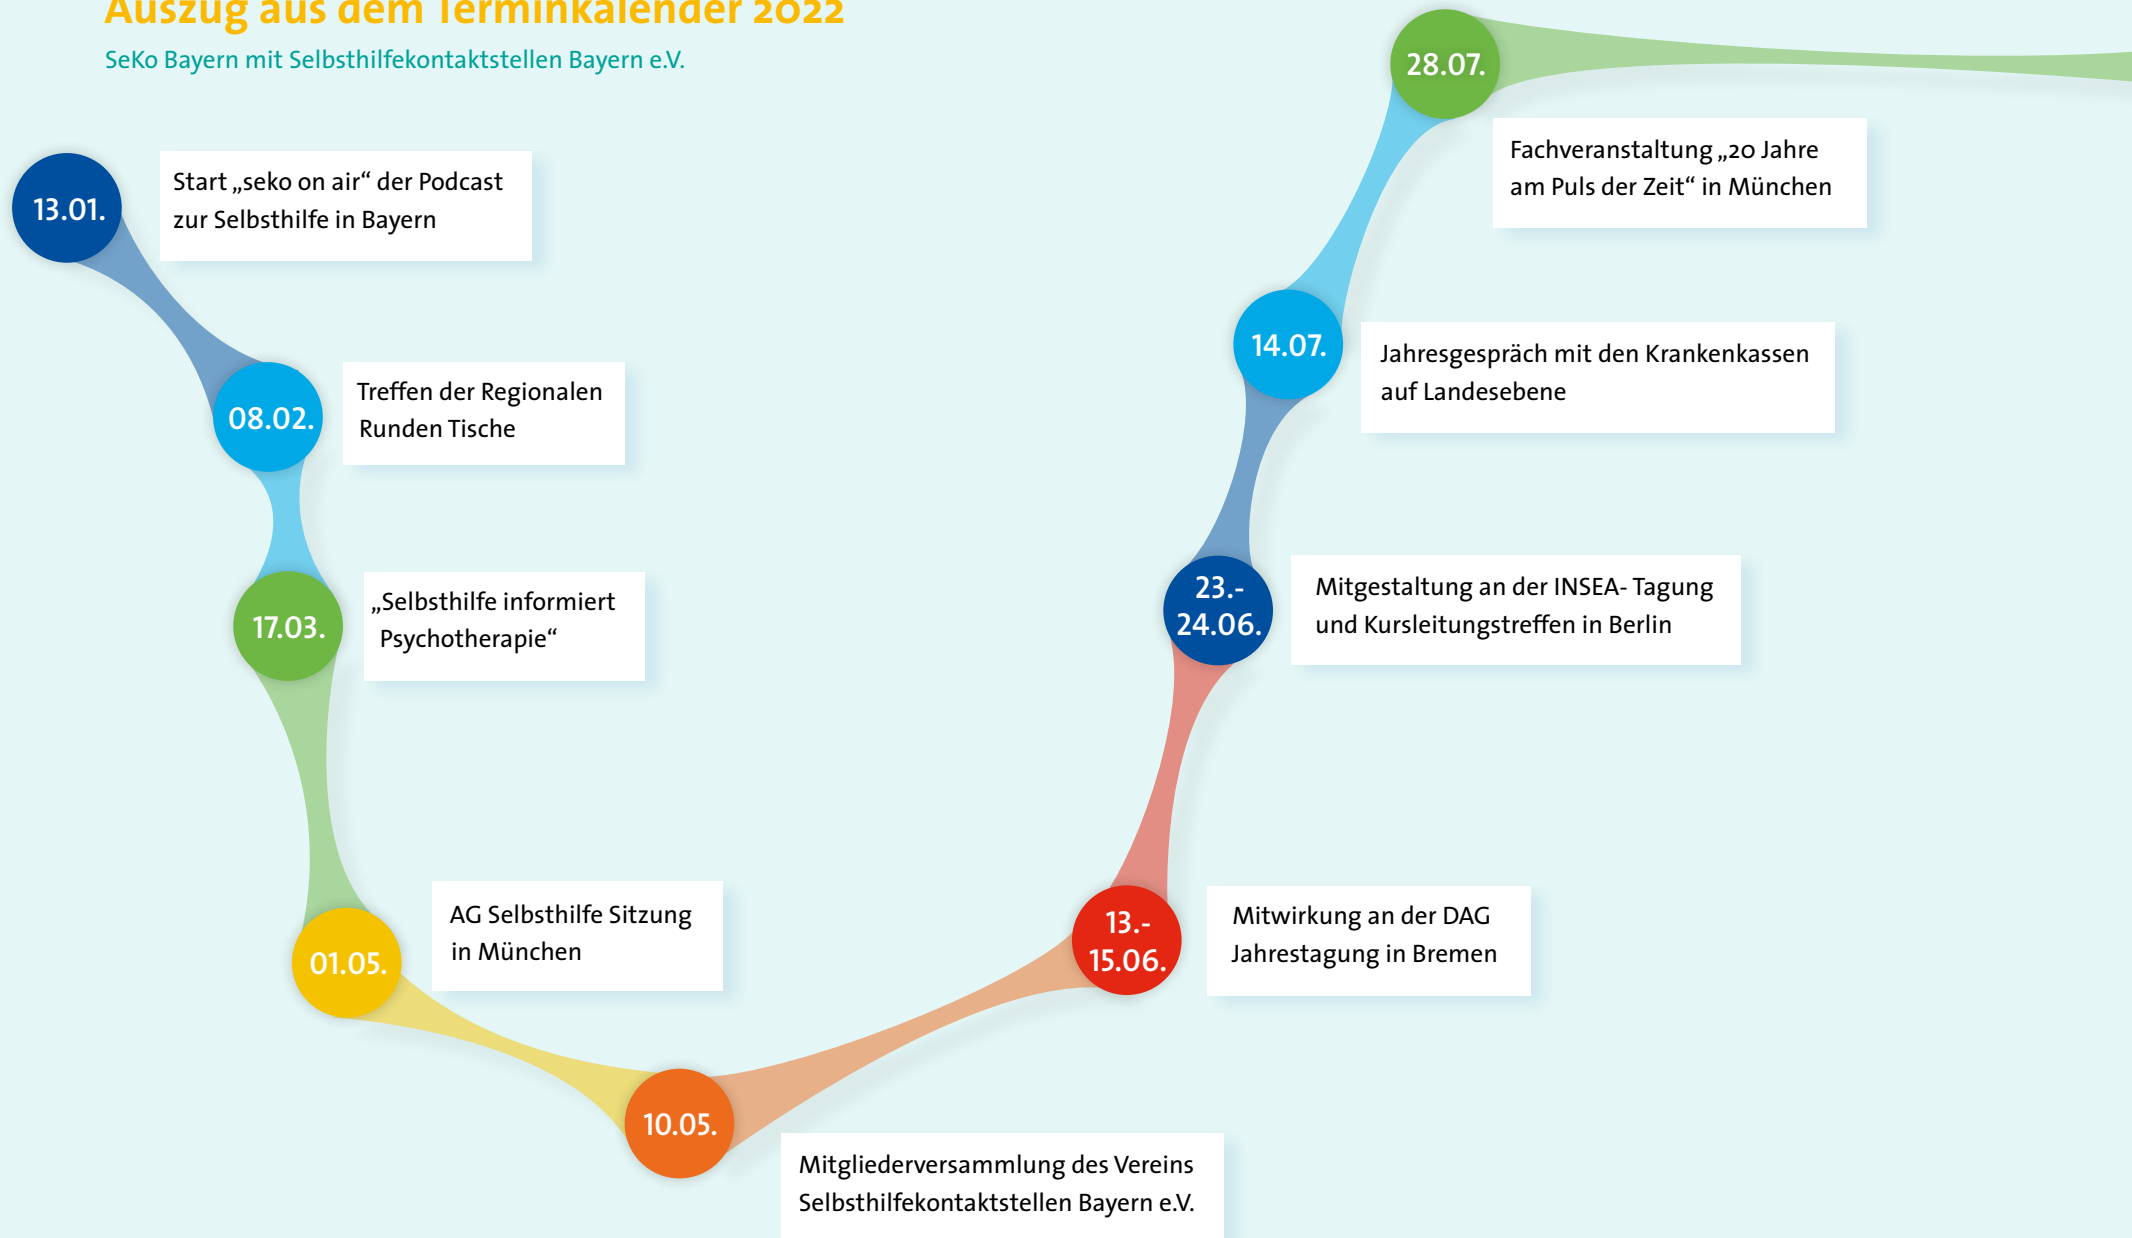 Auszug aus dem Terminkalender 2022
SeKo Bayern mit Selbsthilfekontaktstellen Bayern e.V.
13.01.
Start „seko on air“ der Podcast
zur Selbsthilfe in Bayern
08.02.
Treffen der Regionalen
Runden Tische
17.03.
„Selbsthilfe informiert
Psychotherapie“
01.05.
AG Selbsthilfe Sitzung
in München
10.05.
Mitgliederversammlung des Vereins
Selbsthilfekontaktstellen Bayern e.V.
13.-
15.06.
Mitwirkung an der DAG
Jahrestagung in Bremen
23.-
24.06.
Mitgestaltung an der INSEA- Tagung
und Kursleitungstreffen in Berlin
14.07.
Jahresgespräch mit den Krankenkassen
auf Landesebene
28.07.
Fachveranstaltung „20 Jahre
am Puls der Zeit“ in München